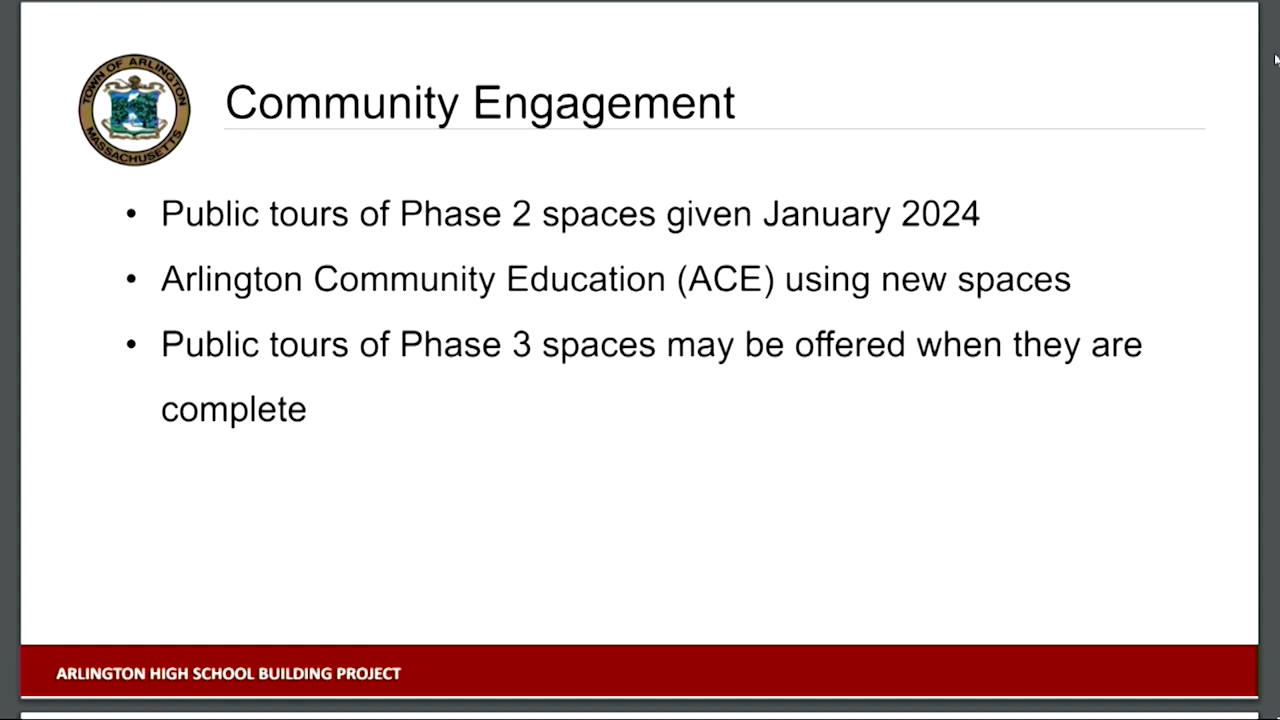 TOWN OF ARLINGTON
MASSACHUSETTS
Community Engagement
• Public tours of Phase 2 spaces given January 2024
• Arlington Community Education (ACE) using new spaces
• Public tours of Phase 3 spaces may be offered when they are
complete
ARLINGTON HIGH SCHOOL BUILDING PROJECT